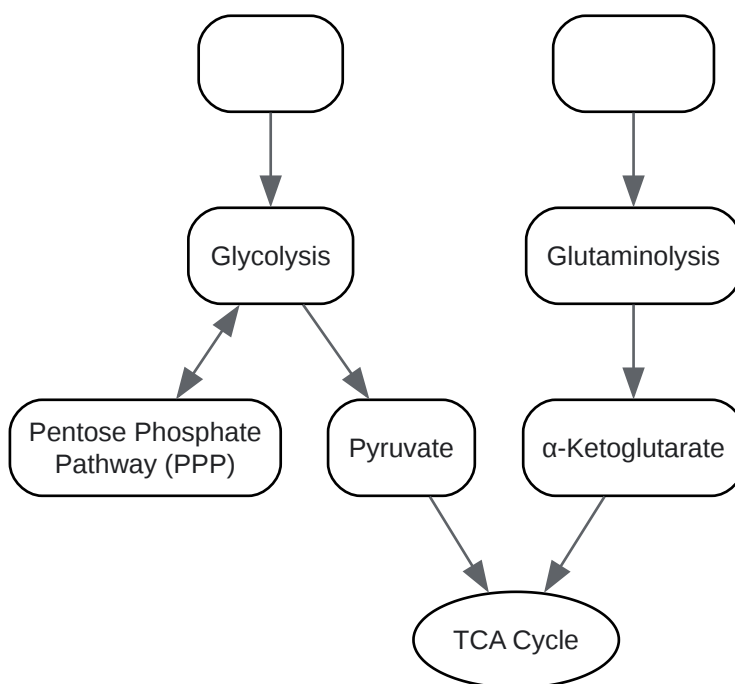 Glycolysis
Glutaminolysis
Pentose Phosphate
Pathway (PPP)
Pyruvate
α-Ketoglutarate
TCA Cycle